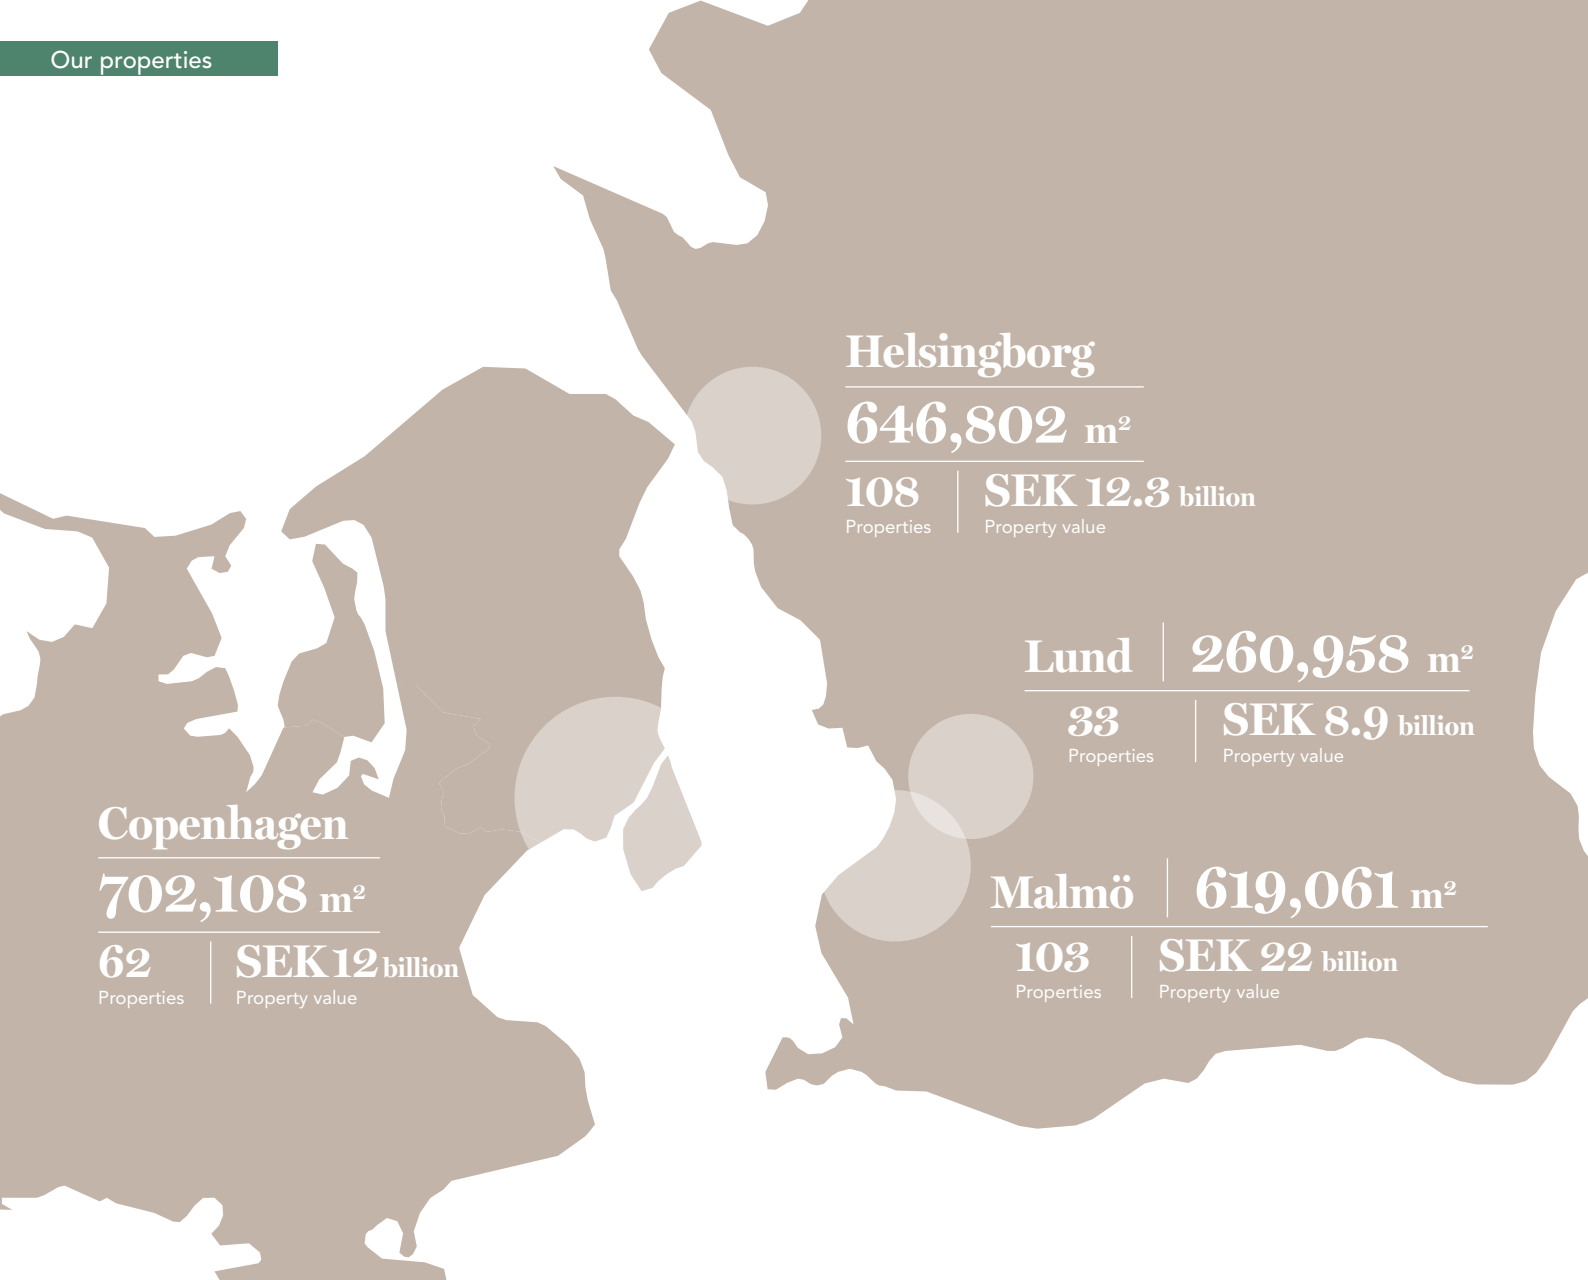 Our properties
Helsingborg
646,802 m²
108 SEK 12.3 billion
Properties Property value
Lund 260,958 m²
33 SEK 8.9 billion
Properties Property value
Copenhagen
702,108 m²
62 SEK 12 billion
Properties Property value
Malmö 619,061 m²
103 SEK 22 billion
Properties Property value